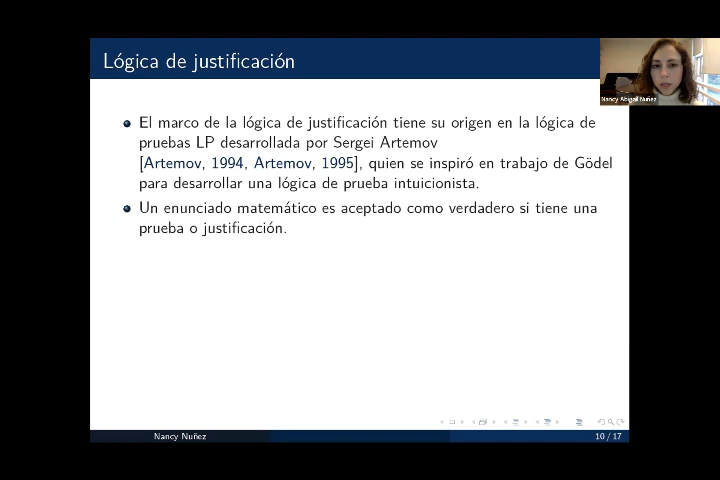 Lógica de justificación
Nancy Abigail Nuñez
El marco de la lógica de justificación tiene su origen en la lógica de
pruebas LP desarrollada por Sergei Artemov
[Artemov, 1994, Artemov, 1995], quien se inspiró en trabajo de Gödel
para desarrollar una lógica de prueba intuicionista.
Un enunciado matemático es aceptado como verdadero si tiene una
prueba o justificación.
Nancy Nuñez
10 / 17